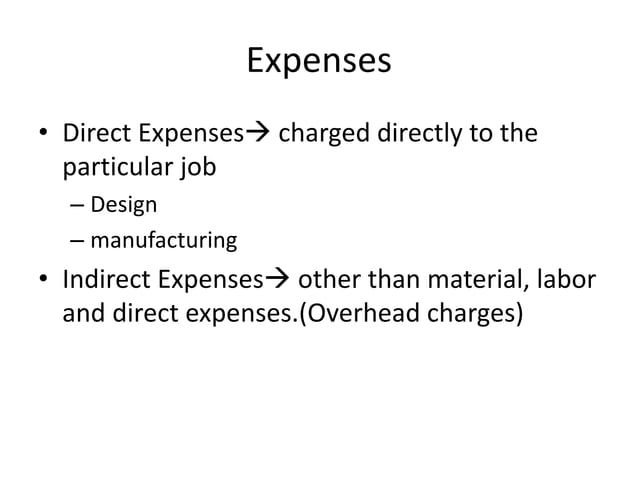 Expenses
• Direct Expenses→ charged directly to the
particular job
– Design
– manufacturing
• Indirect Expenses→ other than material, labor
and direct expenses.(Overhead charges)